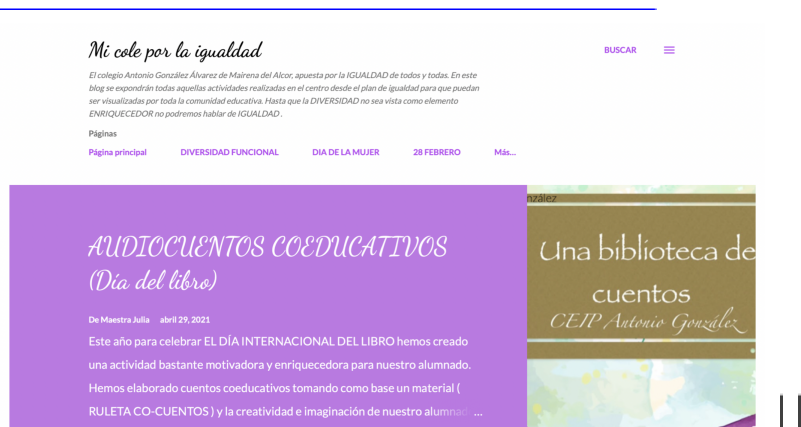 Mi cole por la igualdad
BUSCAR
El colegio Antonio González Álvarez de Mairena del Alcor, apuesta por la IGUALDAD de todos y todas. En este
blog se expondrán todas aquellas actividades realizadas en el centro desde el plan de igualdad para que puedan
ser visualizadas por toda la comunidad educativa. Hasta que la DIVERSIDAD no sea vista como elemento
ENRIQUECEDOR no podremos hablar de IGUALDAD .
Páginas
Página principal DIVERSIDAD FUNCIONAL DIA DE LA MUJER 28 FEBRERO Más...
AUDIOCUENTOS COEDUCATIVOS
(Día del libro)
De Maestra Julia abril 29, 2021
Este año para celebrar EL DÍA INTERNACIONAL DEL LIBRO hemos creado
una actividad bastante motivadora y enriquecedora para nuestro alumnado.
Hemos elaborado cuentos coeducativos tomando como base un material (
RULETA CO-CUENTOS ) y la creatividad e imaginación de nuestro alumnad ...
nzález
Una biblioteca de
cuentos
CEIP Antonio González